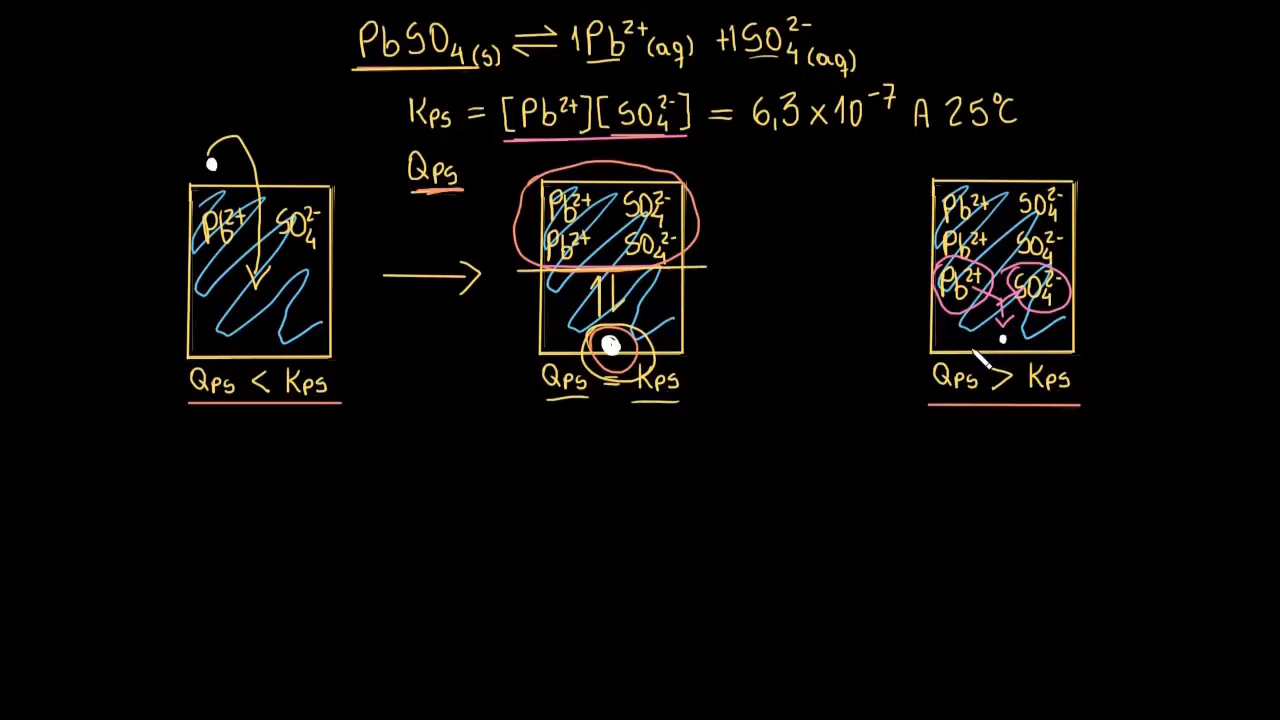 PbSO₄(s) ⇌ 1Pb²⁺(aq) + 1SO₄²⁻(aq)
Kps = [Pb²⁺][SO₄²⁻] = 6,3 x 10⁻⁷ A 25°C
Qps
Pb²⁺ SO₄²⁻
Qps < Kps
Pb²⁺ SO₄²⁻
Pb²⁺ SO₄²⁻
Qps = Kps
Pb²⁺ SO₄²⁻
Pb²⁺ SO₄²⁻
Pb²⁺ SO₄²⁻
Qps > Kps